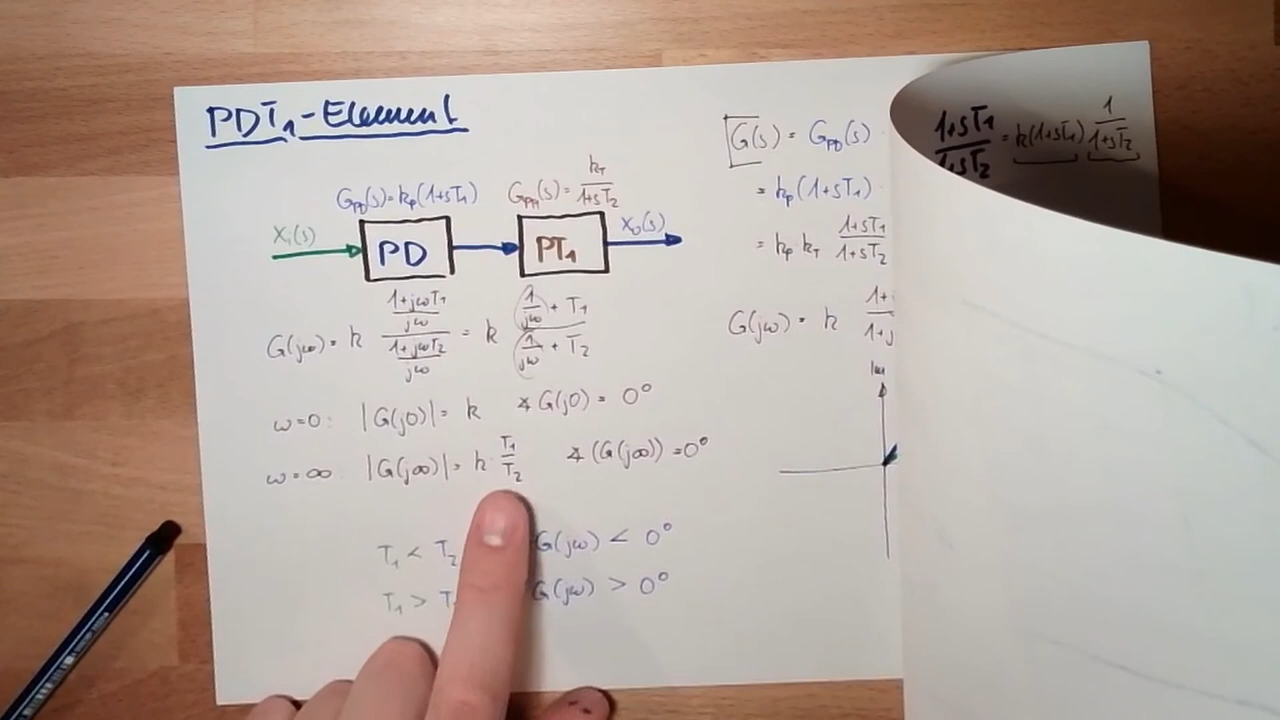 PDT₁-Element
G_PD(s)=k_p(1+sT₁) G_PT1(s)= k_T/(1+sT₂)
X_i(s) PD PT₁ X_o(s)
G(jω)= k ((1+jωT₁)/jω)/((1+jωT₂)/jω) = k (1/jω + T₁)/(1/jω + T₂)
ω=0: |G(j0)|= k ∡G(j0) = 0°
ω=∞: |G(j∞)|= k · T₁/T₂ ∡(G(j∞)) =0°
T₁ < T₂ G(jω) < 0°
T₁ > T G(jω) > 0°
G(s) = G_PD(s) ·
= k_p(1+sT₁) ·
= k_p k_T (1+sT₁)/(1+sT₂)
G(jω)= k (1+/(1+j
Im
(1+sT₁)/(1+sT₂) = k(1+sT₁) 1/(1+sT₂)